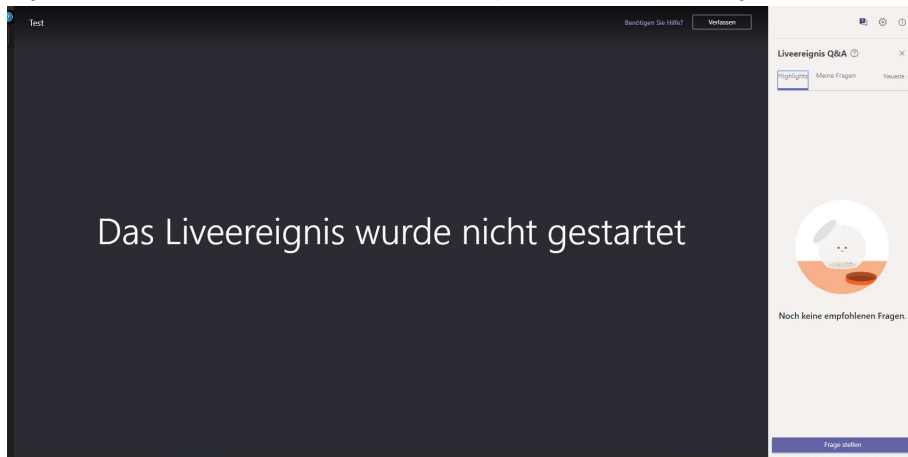 Test
Benötigen Sie Hilfe?
Verlassen
Das Liveereignis wurde nicht gestartet
Liveereignis Q&A
Highlights
Meine Fragen
Neueste
Noch keine empfohlenen Fragen.
Frage stellen